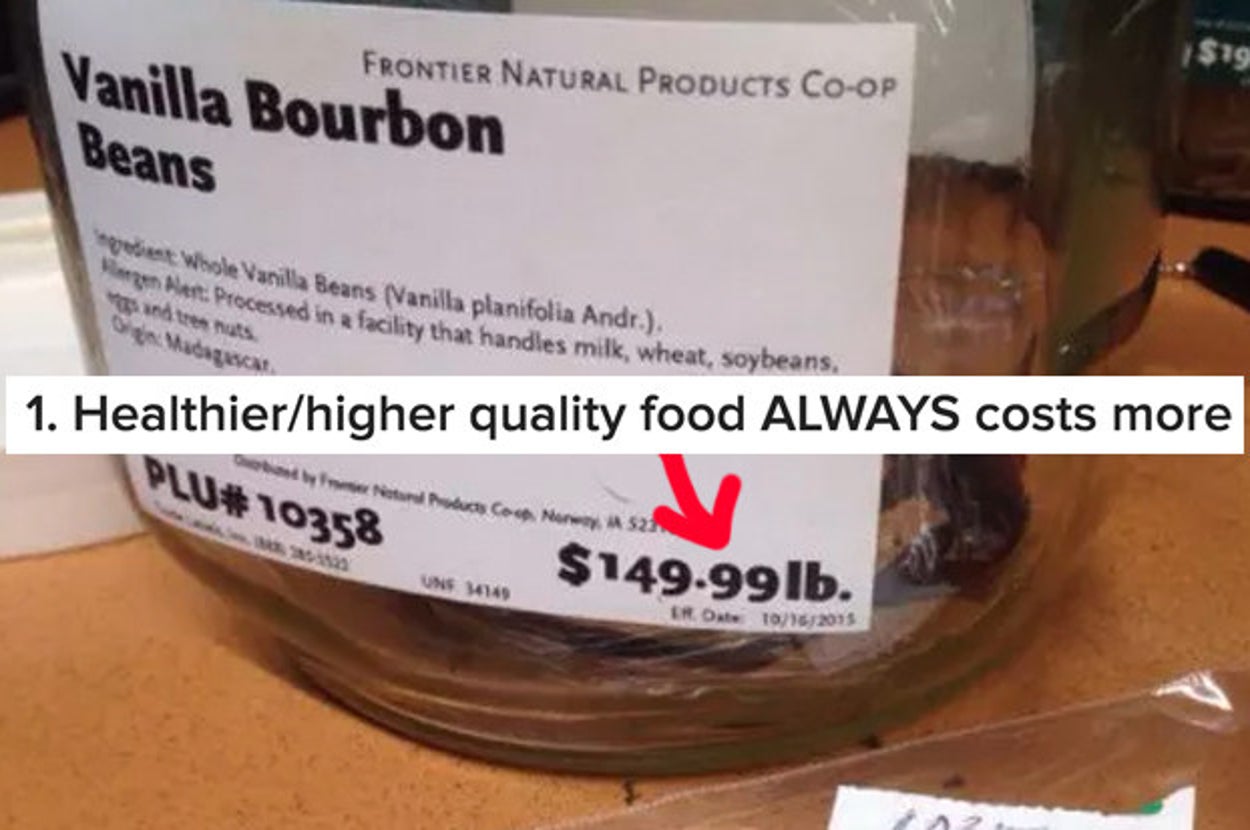 FRONTIER NATURAL PRODUCTS CO-OP
Vanilla Bourbon
Beans
Ingredient: Whole Vanilla Beans (Vanilla planifolia Andr.).
Allergen Alert: Processed in a facility that handles milk, wheat, soybeans,
eggs and tree nuts.
Origin: Madagascar.
1. Healthier/higher quality food ALWAYS costs more
Distributed by Frontier Natural Products Co-op, Norway, IA
PLU# 10358
$149.99 lb.
UNF 34149
Eff. Date: 10/16/2015
$19